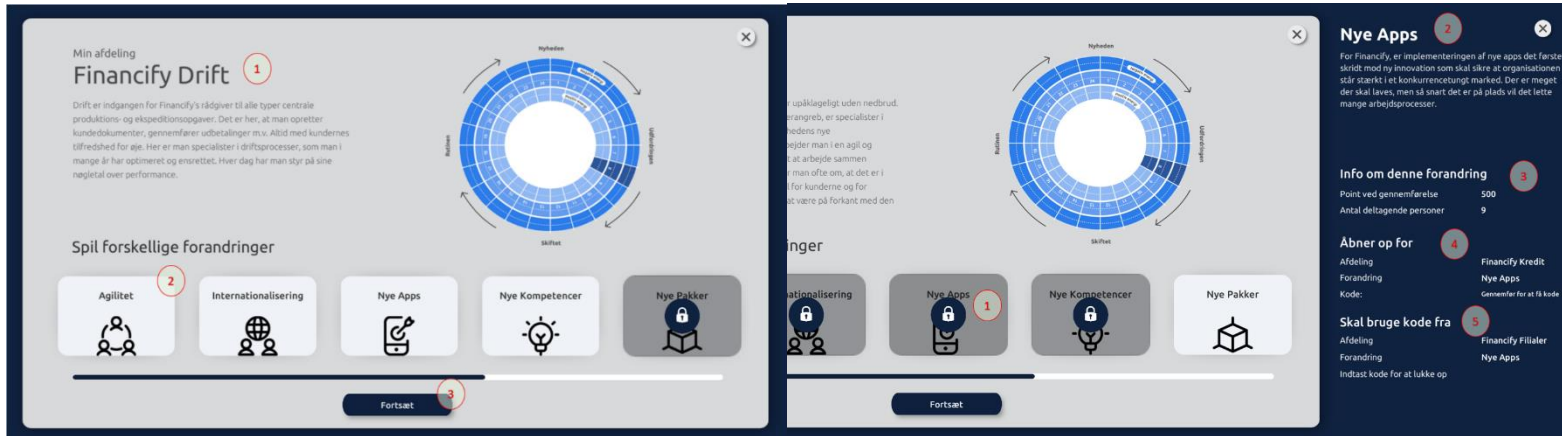 Min afdeling
Financify Drift
1
Drift er indgangen for Financify's rådgiver til alle typer centrale
produktions- og ekspeditionsopgaver. Det er her, at man opretter
kundedokumenter, gennemfører udbetalinger m.v. Altid med kundernes
tilfredshed for øje. Her er man specialister i driftsprocesser, som man i
mange år har optimeret og ensrettet. Hver dag har man styr på sine
nøgletal over performance.
Nyheden
Udfordringen
Skiftet
Rutinen
Spil forskellige forandringer
2
Agilitet
Internationalisering
Nye Apps
Nye Kompetencer
Nye Pakker
3
Fortsæt
r upåklageligt uden nedbrud.
erangreb, er specialister i
hedens nye
bejder man i en agil og
t at arbejde sammen
r man ofte om, at det er i
l for kunderne og for
at være på forkant med den
Nyheden
Udfordringen
Skiftet
Rutinen
inger
nationalisering
Nye Apps
1
Nye Kompetencer
Nye Pakker
Fortsæt
Nye Apps
2
For Financify, er implementeringen af nye apps det første
skridt mod ny innovation som skal sikre at organisationen
står stærkt i et konkurrencetungt marked. Der er meget
der skal laves, men så snart det er på plads vil det lette
mange arbejdsprocesser.
Info om denne forandring
3
Point ved gennemførelse 500
Antal deltagende personer 9
Åbner op for
4
Afdeling Financify Kredit
Forandring Nye Apps
Kode: Gennemfør for at få kode
Skal bruge kode fra
5
Afdeling Financify Filialer
Forandring Nye Apps
Indtast kode for at lukke op